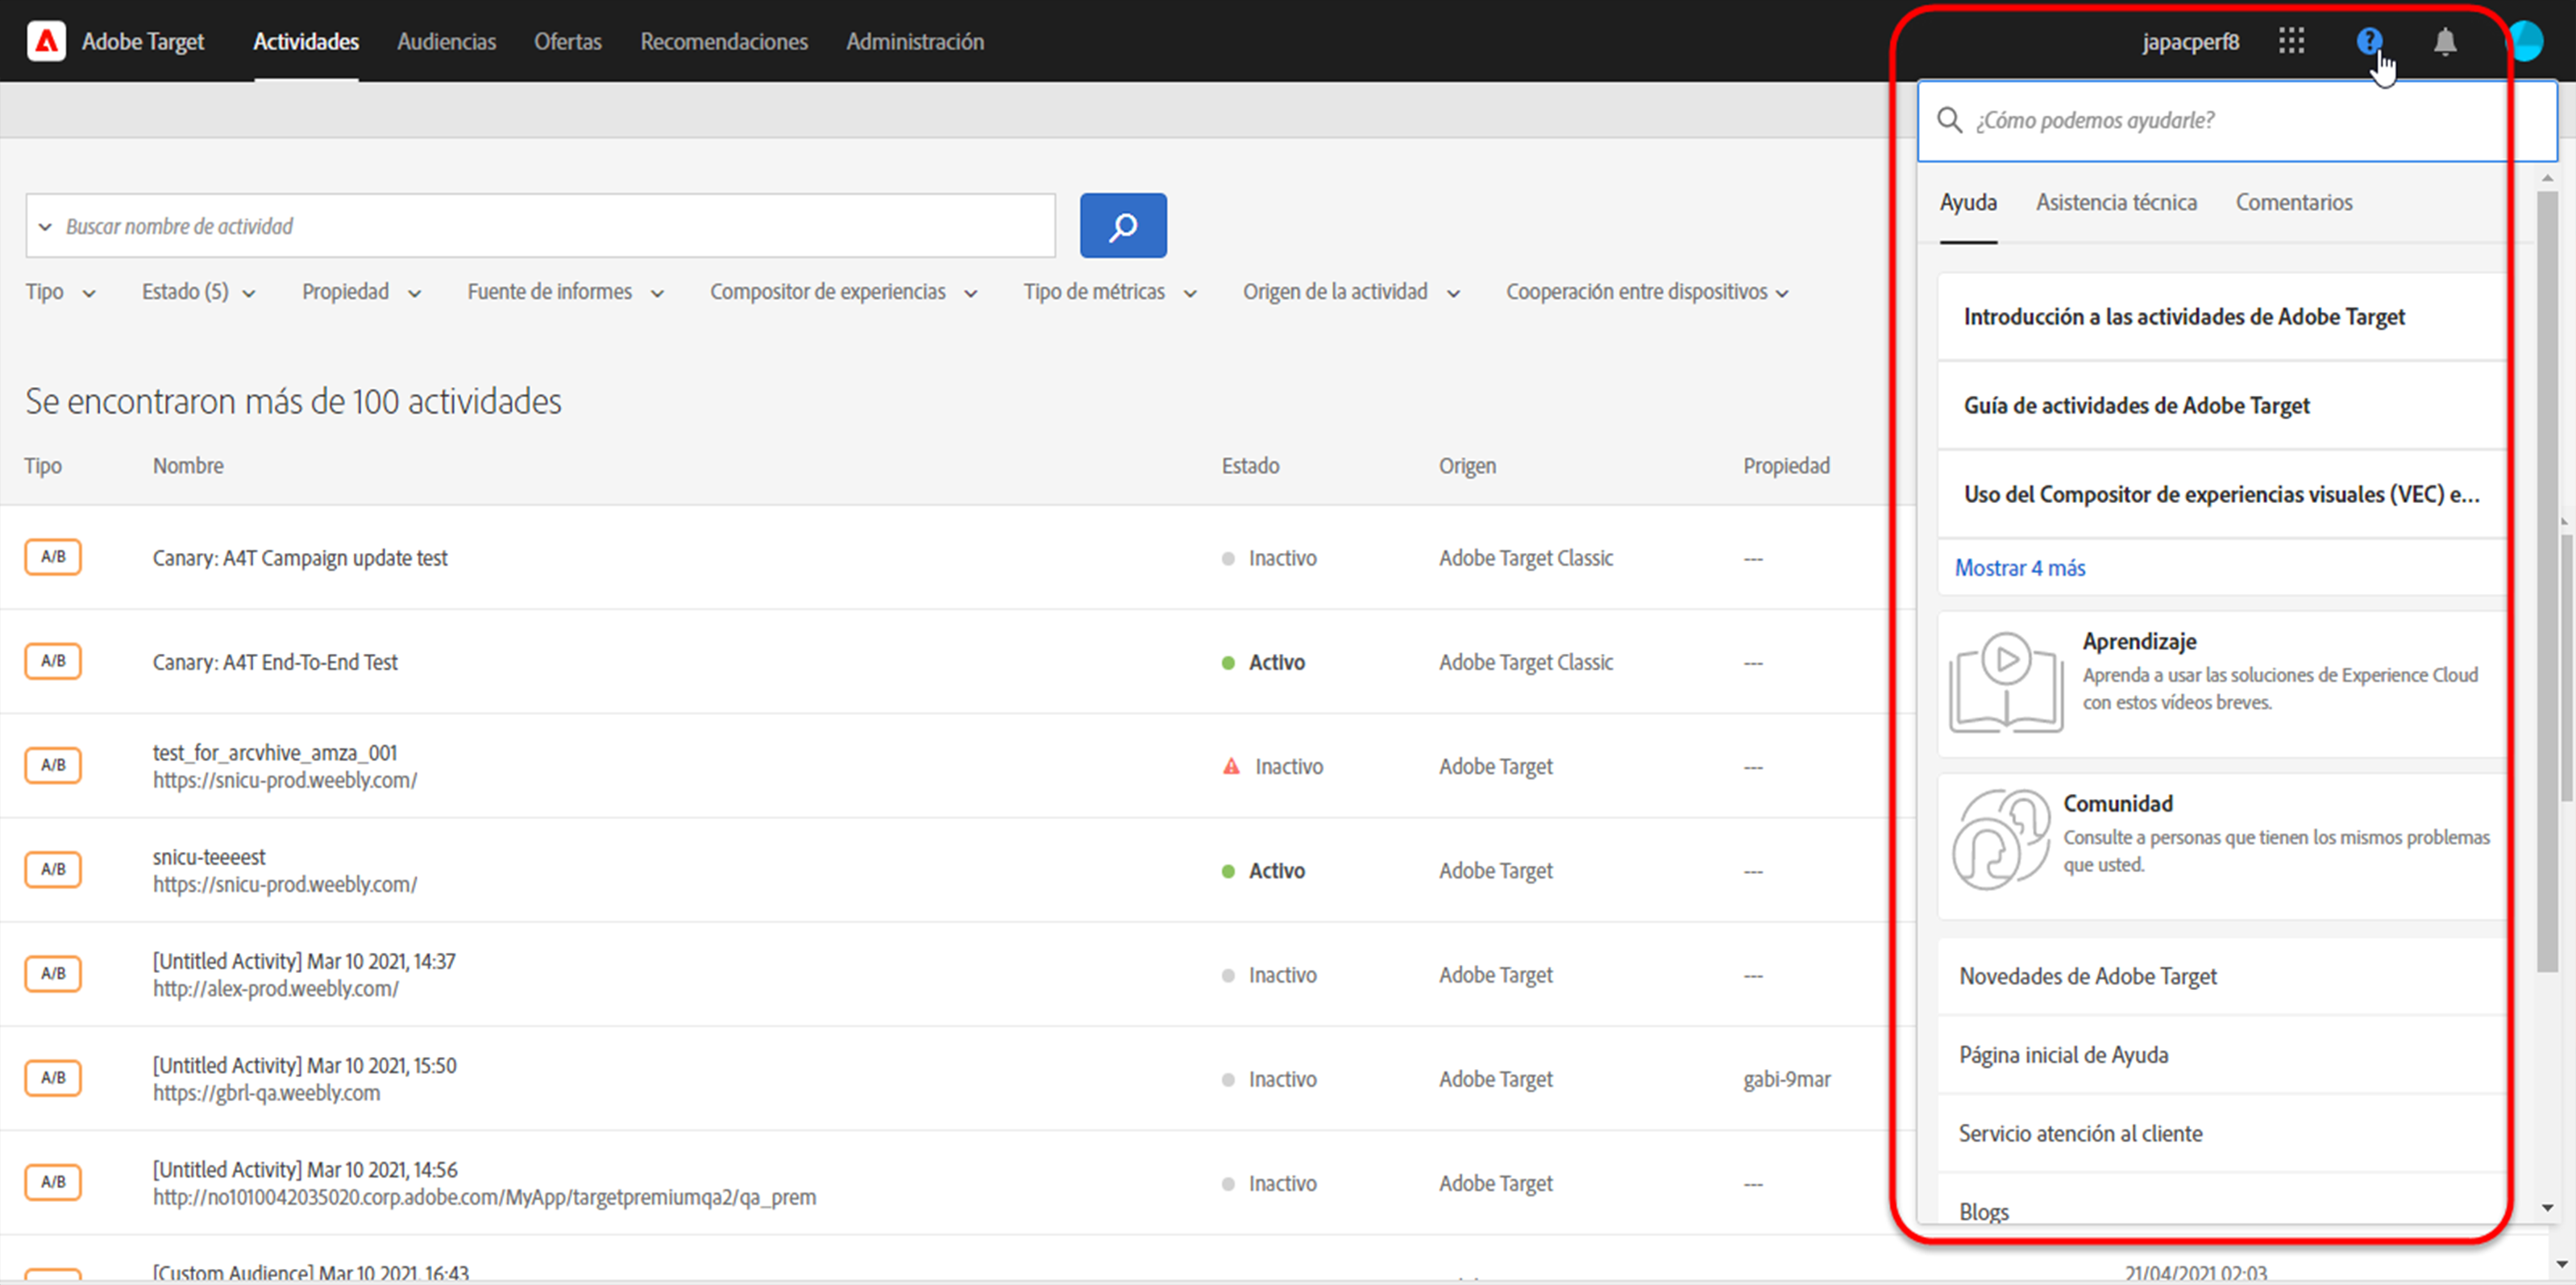 Adobe Target Actividades Audiencias Ofertas Recomendaciones Administración japacperf8
¿Cómo podemos ayudarle?
Buscar nombre de actividad
Tipo Estado (5) Propiedad Fuente de informes Compositor de experiencias Tipo de métricas Origen de la actividad Cooperación entre dispositivos
Se encontraron más de 100 actividades
Tipo Nombre Estado Origen Propiedad
A/B Canary: A4T Campaign update test Inactivo Adobe Target Classic ---
A/B Canary: A4T End-To-End Test Activo Adobe Target Classic ---
A/B test_for_arcvhive_amza_001 Inactivo Adobe Target ---
https://snicu-prod.weebly.com/
A/B snicu-teeeest Activo Adobe Target ---
https://snicu-prod.weebly.com/
A/B [Untitled Activity] Mar 10 2021, 14:37 Inactivo Adobe Target ---
http://alex-prod.weebly.com/
A/B [Untitled Activity] Mar 10 2021, 15:50 Inactivo Adobe Target gabi-9mar
https://gbrl-qa.weebly.com
A/B [Untitled Activity] Mar 10 2021, 14:56 Inactivo Adobe Target ---
http://no1010042035020.corp.adobe.com/MyApp/targetpremiumqa2/qa_prem
[Custom Audience] Mar 10 2021, 16:43 21/04/2021 02:03
Ayuda Asistencia técnica Comentarios
Introducción a las actividades de Adobe Target
Guía de actividades de Adobe Target
Uso del Compositor de experiencias visuales (VEC) e...
Mostrar 4 más
Aprendizaje
Aprenda a usar las soluciones de Experience Cloud
con estos vídeos breves.
Comunidad
Consulte a personas que tienen los mismos problemas
que usted.
Novedades de Adobe Target
Página inicial de Ayuda
Servicio atención al cliente
Blogs